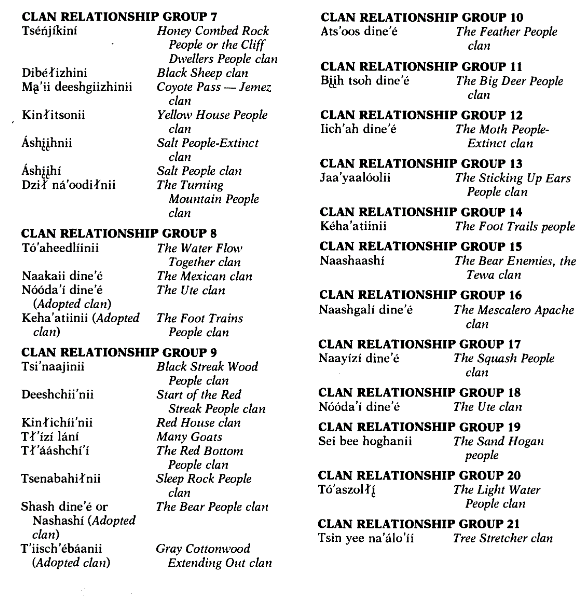 CLAN RELATIONSHIP GROUP 7
Tséńjíkiní Honey Combed Rock
People or the Cliff
Dwellers People clan
Dibéłizhini Black Sheep clan
Mą'ii deeshgiizhinii Coyote Pass — Jemez
clan
Kinłitsonii Yellow House People
clan
Áshįįhnii Salt People-Extinct
clan
Áshįįhí Salt People clan
Dził ná'oodiłnii The Turning
Mountain People
clan
CLAN RELATIONSHIP GROUP 8
Tó'aheedlíinii The Water Flow
Together clan
Naakaii dine'é The Mexican clan
Nóóda'í dine'é The Ute clan
(Adopted clan)
Keha'atiinii (Adopted The Foot Trains
clan) People clan
CLAN RELATIONSHIP GROUP 9
Tsi'naajinii Black Streak Wood
People clan
Deeshchii'nii Start of the Red
Streak People clan
Kinłichíi'nii Red House clan
Tł'ízí lání Many Goats
Tł'ááshchí'í The Red Bottom
People clan
Tsenabahiłnii Sleep Rock People
clan
Shash dine'é or The Bear People clan
Nashashí (Adopted
clan)
T'iisch'ébáanii Gray Cottonwood
(Adopted clan) Extending Out clan
CLAN RELATIONSHIP GROUP 10
Ats'oos dine'é The Feather People
clan
CLAN RELATIONSHIP GROUP 11
Bįįh tsoh dine'é The Big Deer People
clan
CLAN RELATIONSHIP GROUP 12
Iich'ah dine'é The Moth People-
Extinct clan
CLAN RELATIONSHIP GROUP 13
Jaa'yaalóolii The Sticking Up Ears
People clan
CLAN RELATIONSHIP GROUP 14
Kéha'atiinii The Foot Trails people
CLAN RELATIONSHIP GROUP 15
Naashaashí The Bear Enemies, the
Tewa clan
CLAN RELATIONSHIP GROUP 16
Naashgalí dine'é The Mescalero Apache
clan
CLAN RELATIONSHIP GROUP 17
Naayízí dine'é The Squash People
clan
CLAN RELATIONSHIP GROUP 18
Nóóda'í dine'é The Ute clan
CLAN RELATIONSHIP GROUP 19
Sei bee hoghanii The Sand Hogan
people
CLAN RELATIONSHIP GROUP 20
Tó'aszolłį́ The Light Water
People clan
CLAN RELATIONSHIP GROUP 21
Tsin yee na'álo'íí Tree Stretcher clan